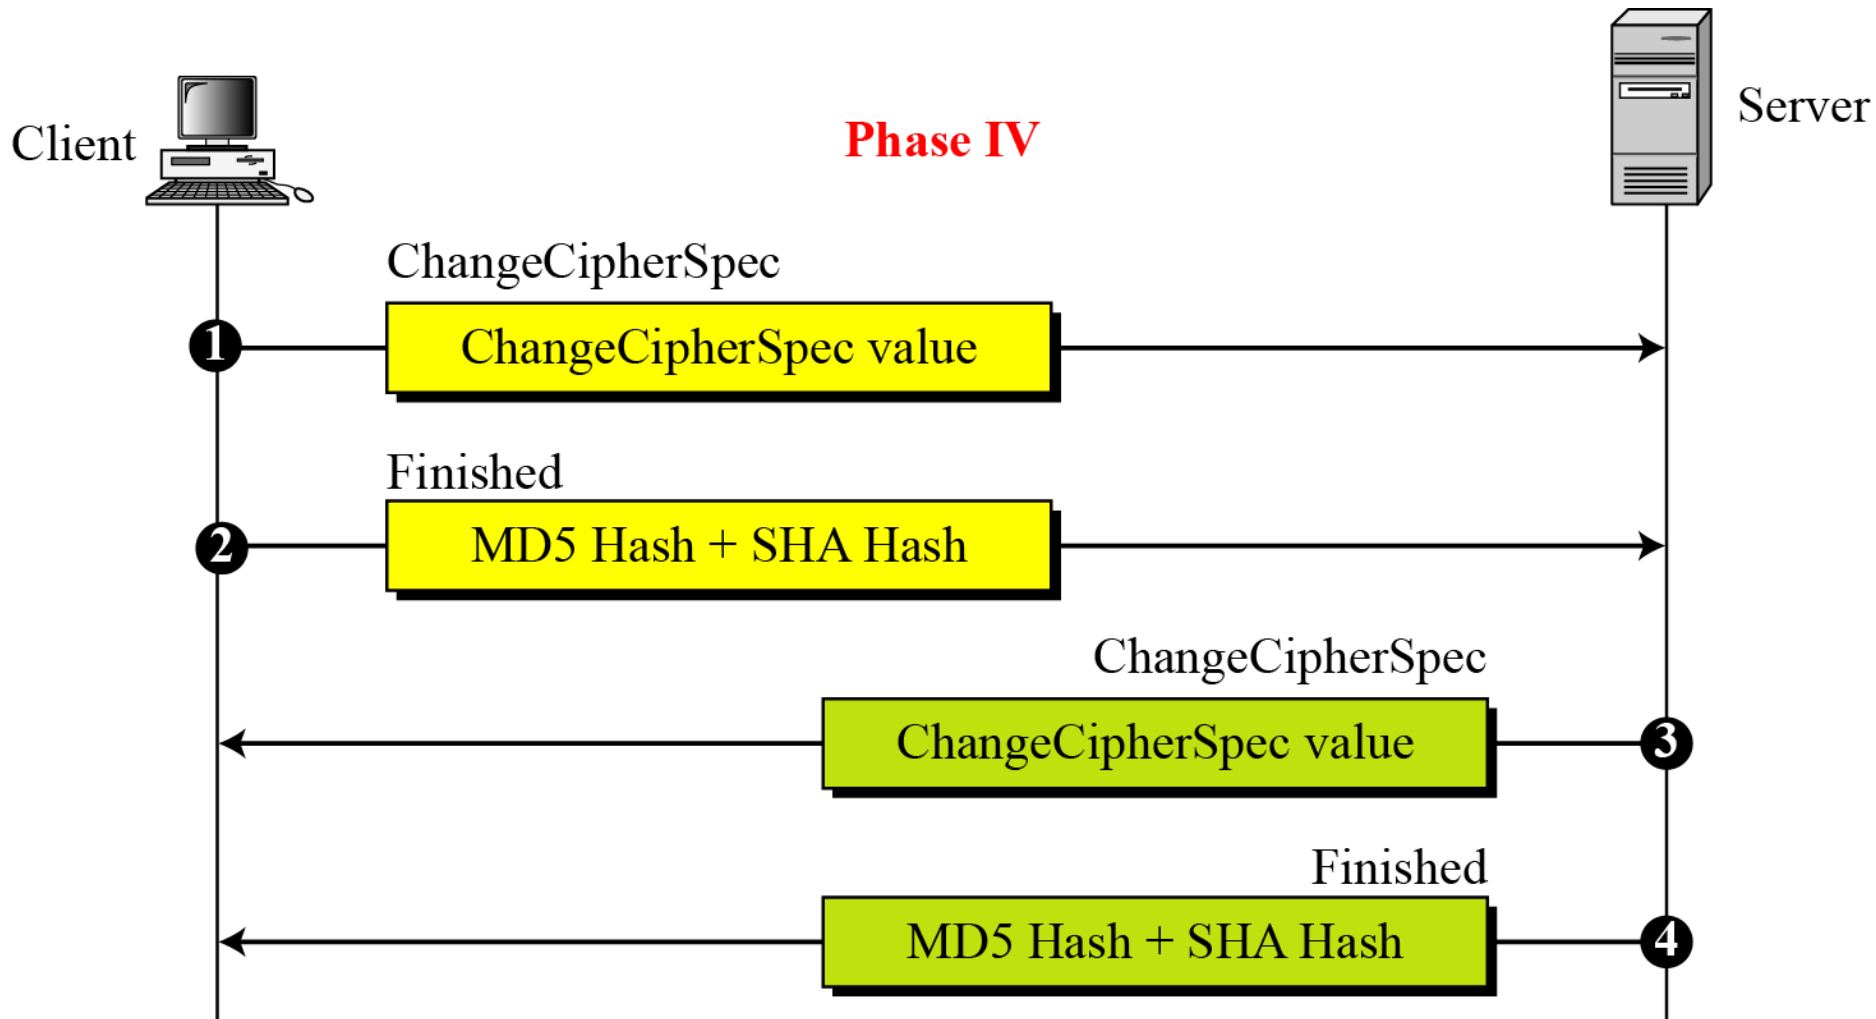 Client
Phase IV
Server
ChangeCipherSpec
1
ChangeCipherSpec value
Finished
2
MD5 Hash + SHA Hash
ChangeCipherSpec
ChangeCipherSpec value
3
Finished
MD5 Hash + SHA Hash
4